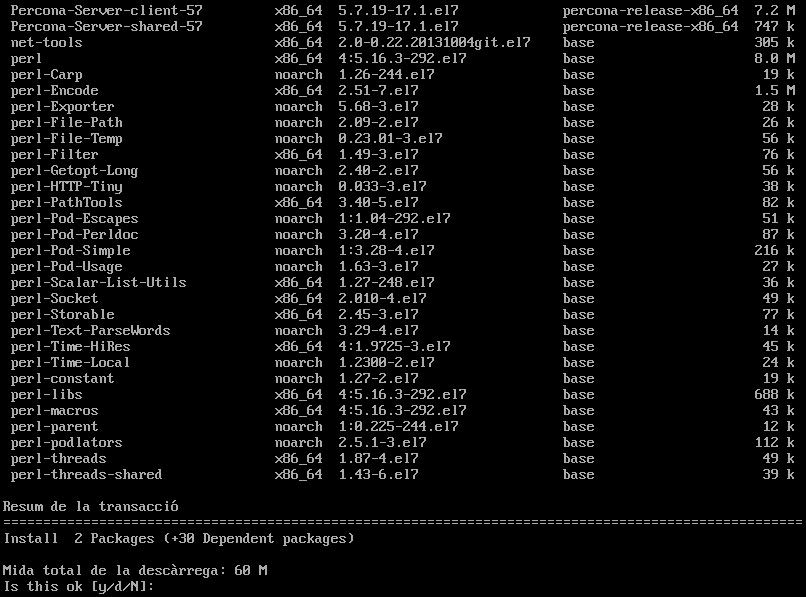 Percona-Server-client-57 x86_64 5.7.19-17.1.el7 percona-release-x86_64 7.2 M
Percona-Server-shared-57 x86_64 5.7.19-17.1.el7 percona-release-x86_64 747 k
net-tools x86_64 2.0-0.22.20131004git.el7 base 305 k
perl x86_64 4:5.16.3-292.el7 base 8.0 M
perl-Carp noarch 1.26-244.el7 base 19 k
perl-Encode x86_64 2.51-7.el7 base 1.5 M
perl-Exporter noarch 5.68-3.el7 base 28 k
perl-File-Path noarch 2.09-2.el7 base 26 k
perl-File-Temp noarch 0.23.01-3.el7 base 56 k
perl-Filter x86_64 1.49-3.el7 base 76 k
perl-Getopt-Long noarch 2.40-2.el7 base 56 k
perl-HTTP-Tiny noarch 0.033-3.el7 base 38 k
perl-PathTools x86_64 3.40-5.el7 base 82 k
perl-Pod-Escapes noarch 1:1.04-292.el7 base 51 k
perl-Pod-Perldoc noarch 3.20-4.el7 base 87 k
perl-Pod-Simple noarch 1:3.28-4.el7 base 216 k
perl-Pod-Usage noarch 1.63-3.el7 base 27 k
perl-Scalar-List-Utils x86_64 1.27-248.el7 base 36 k
perl-Socket x86_64 2.010-4.el7 base 49 k
perl-Storable x86_64 2.45-3.el7 base 77 k
perl-Text-ParseWords noarch 3.29-4.el7 base 14 k
perl-Time-HiRes x86_64 4:1.9725-3.el7 base 45 k
perl-Time-Local noarch 1.2300-2.el7 base 24 k
perl-constant noarch 1.27-2.el7 base 19 k
perl-libs x86_64 4:5.16.3-292.el7 base 688 k
perl-macros x86_64 4:5.16.3-292.el7 base 43 k
perl-parent noarch 1:0.225-244.el7 base 12 k
perl-podlators noarch 2.5.1-3.el7 base 112 k
perl-threads x86_64 1.87-4.el7 base 49 k
perl-threads-shared x86_64 1.43-6.el7 base 39 k
Resum de la transacció
====================================================================================================
Install 2 Packages (+30 Dependent packages)
Mida total de la descàrrega: 60 M
Is this ok [y/d/N]: